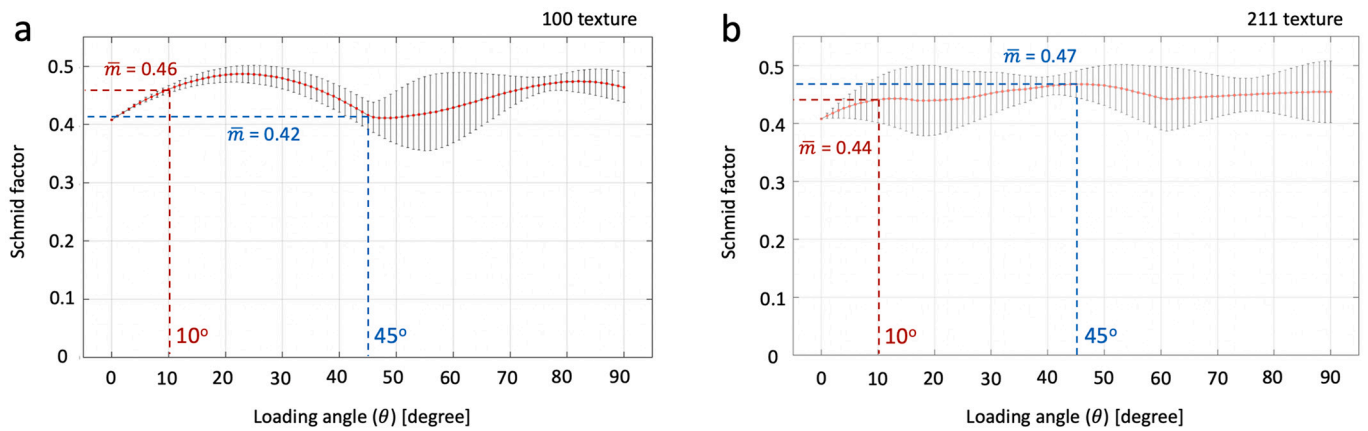 a
100 texture
Schmid factor
0.5
0.4
0.3
0.2
0.1
0
m̅ = 0.46
m̅ = 0.42
10°
45°
0 10 20 30 40 50 60 70 80 90
Loading angle (θ) [degree]
b
211 texture
Schmid factor
0.5
0.4
0.3
0.2
0.1
0
m̅ = 0.47
m̅ = 0.44
10°
45°
0 10 20 30 40 50 60 70 80 90
Loading angle (θ) [degree]